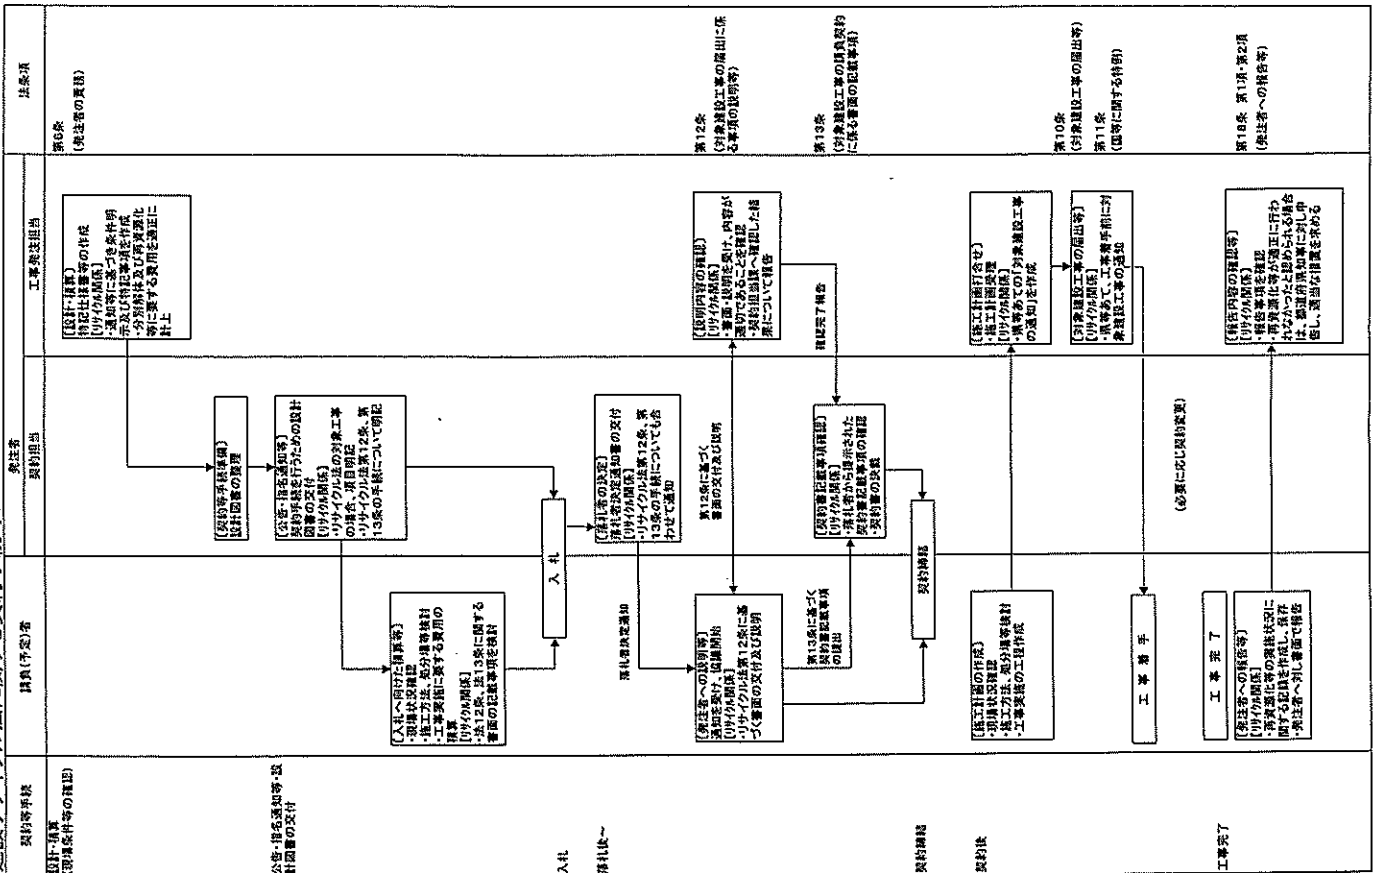 契約等手続
請負(予定)者
発注者
契約担当
工事発注担当
法条項
設計・積算
(現場条件等の確認)
[設計・積算]
特記仕様書等の作成
[リサイクル関係]
・通知等に基づき条件明
示及び特記事項を作成
・分別解体及び再資源化
等に要する費用を適正に
計上
第6条
(発注者の責務)
[契約等手続準備]
設計図書の整理
公告・指名通知等・設
計図書の交付
[公告・指名通知等]
契約手続を行うための設計
図書の交付
[リサイクル関係]
・リサイクル法の対象工事
の場合、項目明記
・リサイクル法第12条、第
13条の手続について明記
[入札へ向けた積算等]
・現場状況確認
・施工方法、処分場等検討
・工事実施に要する費用の
積算
[リサイクル関係]
・法12条、法13条に関する
書面の記載事項を検討
入札
入 札
落札後~
[落札者の決定]
落札者決定通知書の交付
[リサイクル関係]
・リサイクル法第12条、第
13条の手続についても合
わせて通知
落札者決定通知
[発注者への説明等]
通知を受け、協議開始
[リサイクル関係]
・リサイクル法第12条に基
づく書面の交付及び説明
第12条に基づく
書面の交付及び説明
[説明内容の確認]
[リサイクル関係]
・書面・説明を受け、内容が
適切であることを確認
・契約担当課へ確認した結
果について報告
第12条
(対象建設工事の届出に係
る事項の説明等)
第13条に基づく
契約書記載事項
の提出
確認完了報告
[契約書記載事項確認]
[リサイクル関係]
・落札者から提示された
契約書記載事項の確認
・契約書の決裁
第13条
(対象建設工事の請負契約
に係る書面の記載事項)
契約締結
契約締結
契約後
[施工計画の作成]
・現場状況確認
・施工方法、処分場等検討
・工事実施の工程作成
[施工計画打合せ]
・施工計画受理
[リサイクル関係]
・県等あての「対象建設工事
の通知」を作成
第10条
(対象建設工事の届出等)
[対象建設工事の届出等]
[リサイクル関係]
・県等あて、工事着手前に対
象建設工事の通知
第11条
(国等に関する特例)
工 事 着 手
(必要に応じ契約変更)
工事完了
工 事 完 了
[発注者への報告等]
[リサイクル関係]
・再資源化等の実施状況に
関する記録を作成し、保存
・発注者へ対し書面で報告
[報告内容の確認等]
[リサイクル関係]
・報告事項を確認
・再資源化等が適正に行わ
れなかったと認められる場合
は、都道府県知事に対し申
告し、適当な措置を求める
第18条 第1項・第2項
(発注者への報告等)